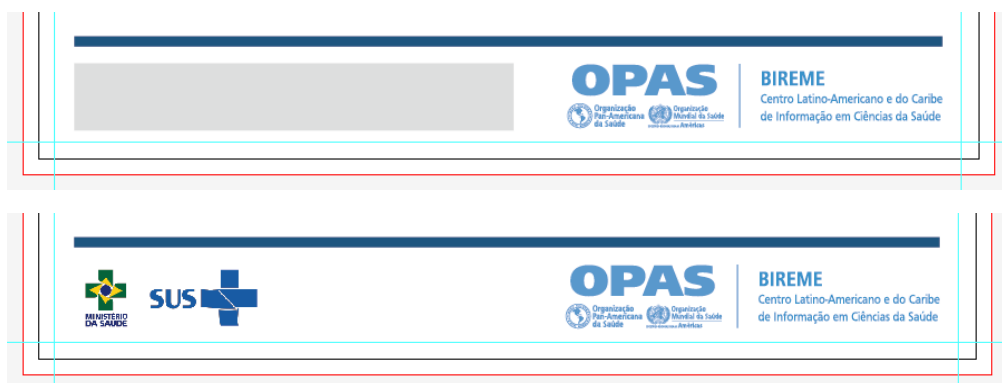 OPAS
Organização
Pan-Americana
da Saúde
Organização
Mundial da Saúde
Américas
BIREME
Centro Latino-Americano e do Caribe
de Informação em Ciências da Saúde
MINISTÉRIO
DA SAÚDE
SUS
OPAS
Organização
Pan-Americana
da Saúde
Organização
Mundial da Saúde
Américas
BIREME
Centro Latino-Americano e do Caribe
de Informação em Ciências da Saúde